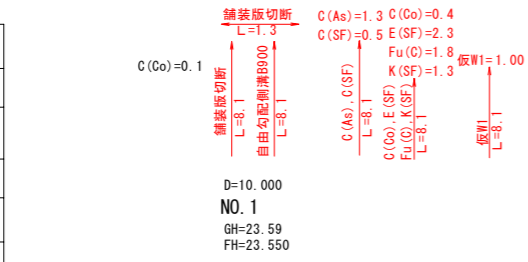 舗装版切断
L=1.3
C(As)=1.3
C(SF)=0.5
C(Co)=0.4
E(SF)=2.3
Fu(C)=1.8
K(SF)=1.3
仮W1=1.00
C(Co)=0.1
舗装版切断
L=8.1
自由勾配側溝B900
L=8.1
C(As),C(SF)
L=8.1
C(Co),E(SF)
Fu(C),K(SF)
L=8.1
仮W1
L=8.1
D=10.000
NO.1
GH=23.59
FH=23.550